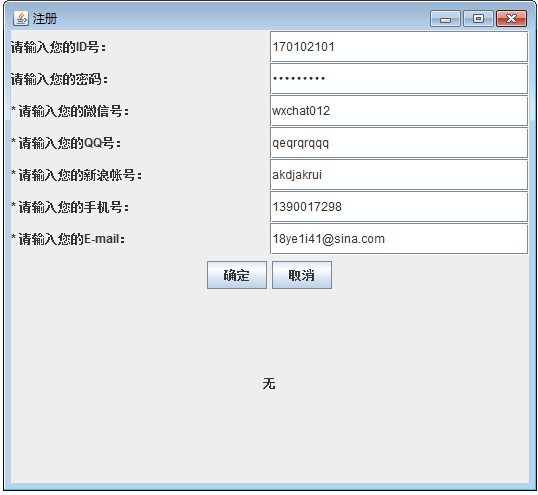 注册
请输入您的ID号： 170102101
请输入您的密码： •••••••••
* 请输入您的微信号： wxchat012
* 请输入您的QQ号： qeqrqrqqq
* 请输入您的新浪帐号： akdjakrui
* 请输入您的手机号： 1390017298
* 请输入您的E-mail： 18ye1i41@sina.com
确定 取消
无